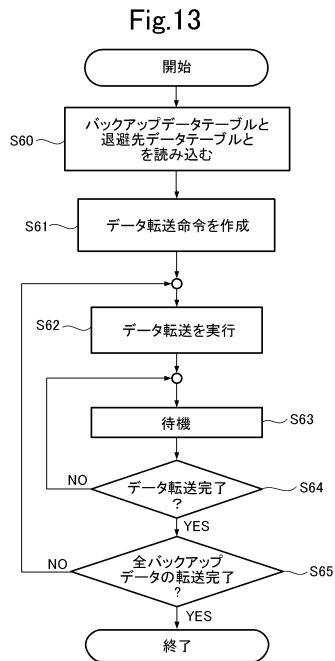 Fig.13
開始
S60
バックアップデータテーブルと
退避先データテーブルと
を読み込む
S61
データ転送命令を作成
S62
データ転送を実行
待機
S63
データ転送完了
?
S64
NO
YES
全バックアップ
データの転送完了
?
S65
NO
YES
終了